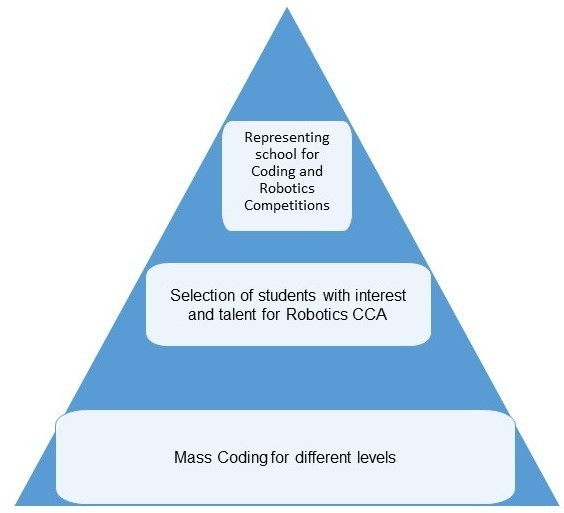 Representing
school for
Coding and
Robotics
Competitions
Selection of students with interest
and talent for Robotics CCA
Mass Coding for different levels